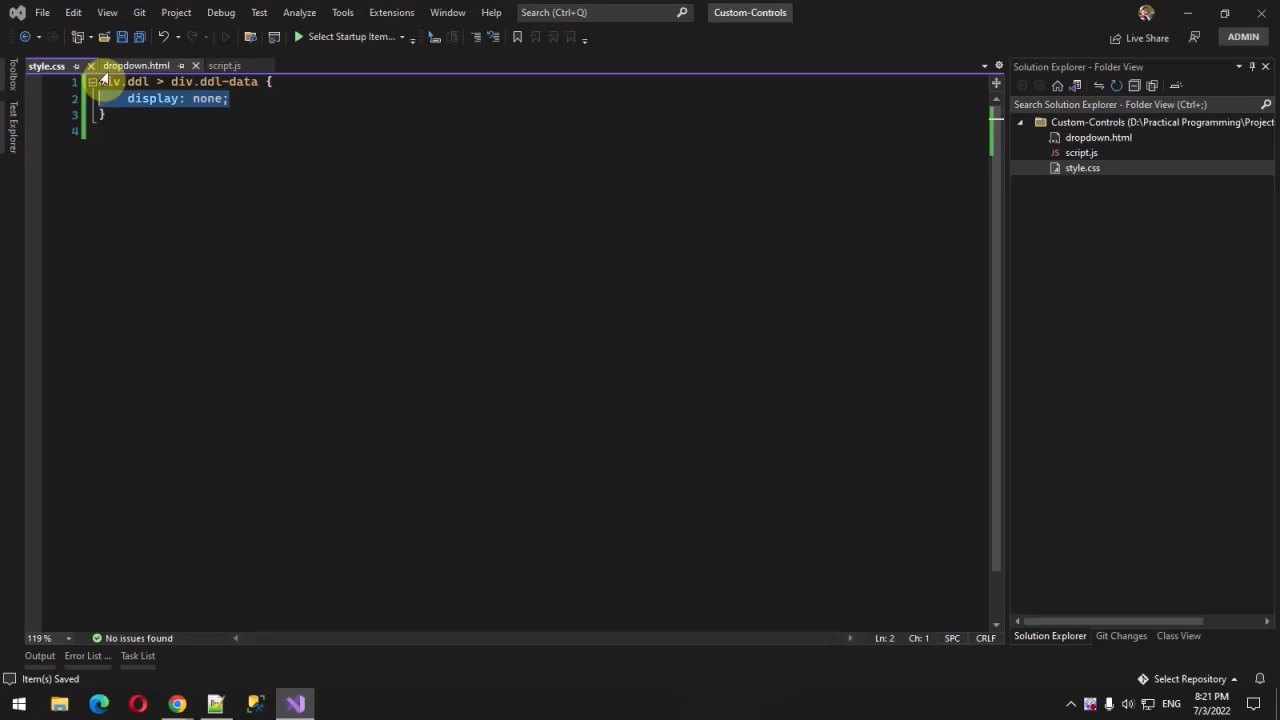 File Edit View Git Project Debug Test Analyze Tools Extensions Window Help Search (Ctrl+Q) Custom-Controls
Select Startup Item... Live Share ADMIN
style.css dropdown.html script.js
Toolbox
Test Explorer
1 div.ddl > div.ddl-data {
2 display: none;
3 }
4
Solution Explorer - Folder View
Search Solution Explorer - Folder View (Ctrl+;)
Custom-Controls (D:\Practical Programming\Project
dropdown.html
JS script.js
style.css
119 % No issues found Ln: 2 Ch: 1 SPC CRLF
Solution Explorer Git Changes Class View
Output Error List ... Task List
Item(s) Saved Select Repository
ENG 8:21 PM
7/3/2022